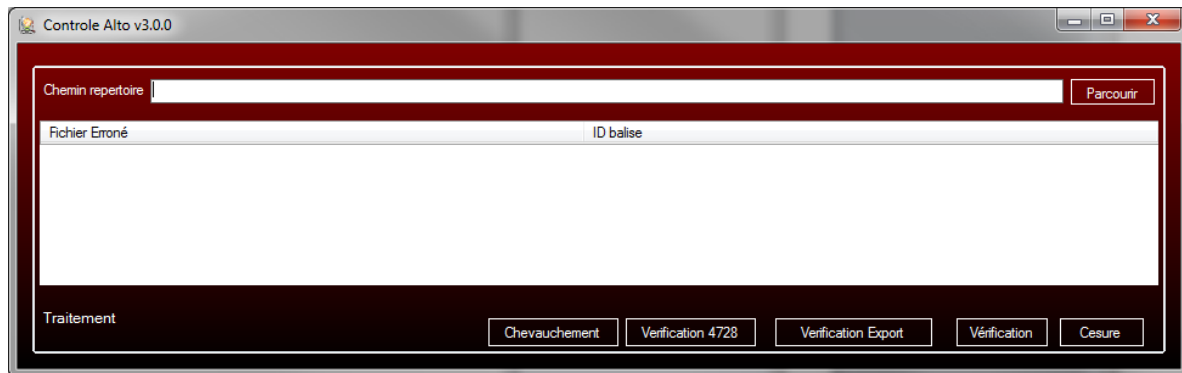 Controle Alto v3.0.0
Chemin repertoire Parcourir
Fichier Erroné ID balise
Traitement
Chevauchement Verification 4728 Verification Export Vérification Cesure